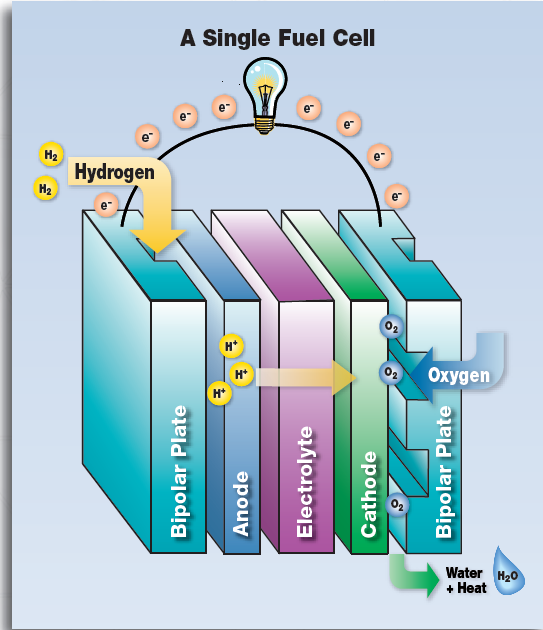 A Single Fuel Cell
e⁻
e⁻
e⁻
e⁻
e⁻
e⁻
e⁻
e⁻
H₂
H₂
Hydrogen
H⁺
H⁺
H⁺
O₂
O₂
O₂
Oxygen
Bipolar Plate
Anode
Electrolyte
Cathode
Bipolar Plate
Water
+ Heat
H₂O